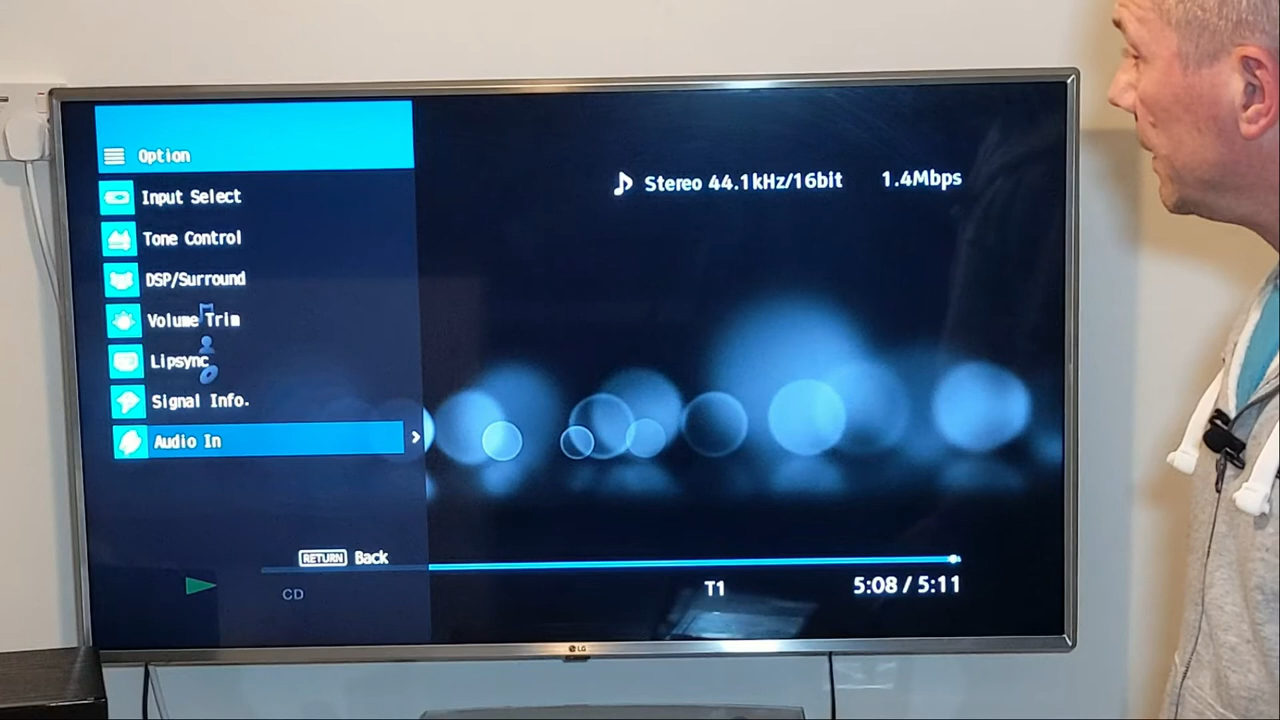 Option
Input Select
Tone Control
DSP/Surround
Volume Trim
Lipsync
Signal Info.
Audio In
RETURN Back
CD
Stereo 44.1kHz/16bit 1.4Mbps
T1 5:08 / 5:11
LG